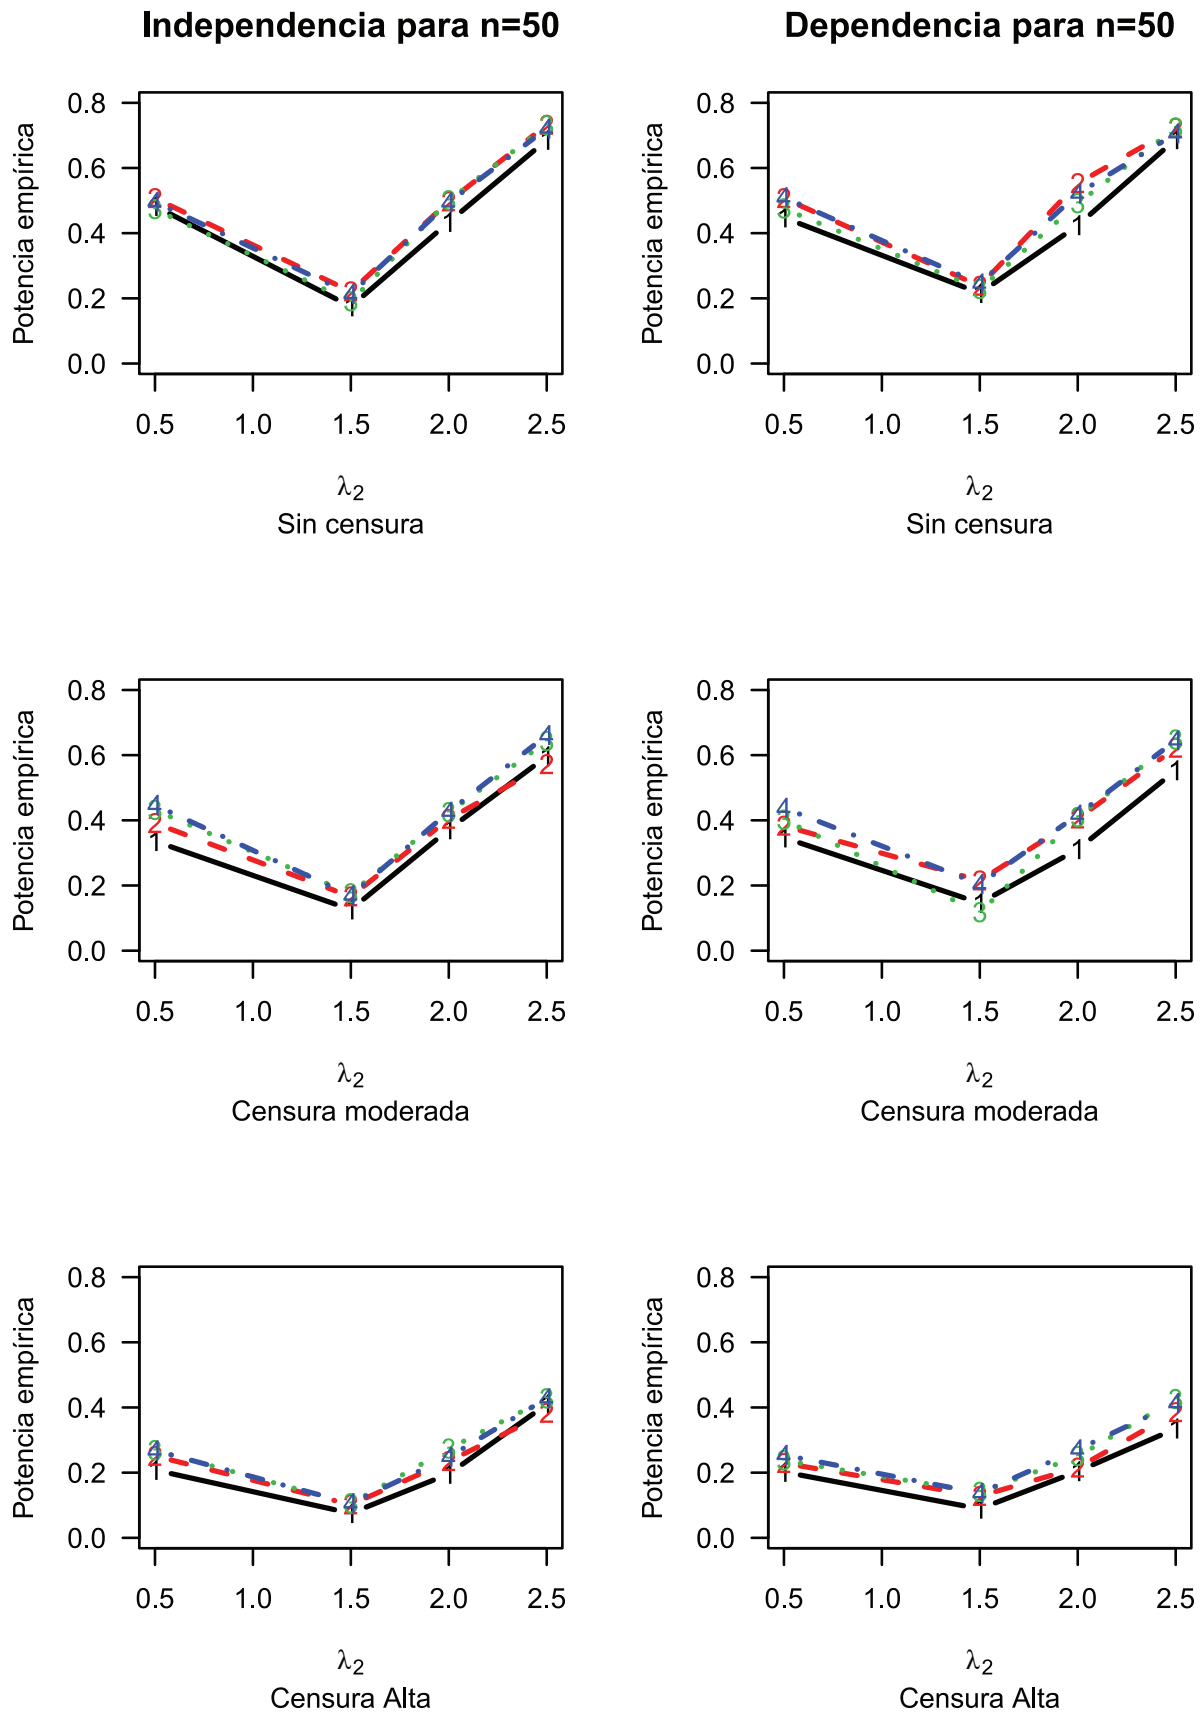 Independencia para n=50
Dependencia para n=50
Potencia empírica
0.8
0.6
0.4
0.2
0.0
0.5 1.0 1.5 2.0 2.5
λ2
Sin censura
Potencia empírica
0.8
0.6
0.4
0.2
0.0
0.5 1.0 1.5 2.0 2.5
λ2
Sin censura
Potencia empírica
0.8
0.6
0.4
0.2
0.0
0.5 1.0 1.5 2.0 2.5
λ2
Censura moderada
Potencia empírica
0.8
0.6
0.4
0.2
0.0
0.5 1.0 1.5 2.0 2.5
λ2
Censura moderada
Potencia empírica
0.8
0.6
0.4
0.2
0.0
0.5 1.0 1.5 2.0 2.5
λ2
Censura Alta
Potencia empírica
0.8
0.6
0.4
0.2
0.0
0.5 1.0 1.5 2.0 2.5
λ2
Censura Alta